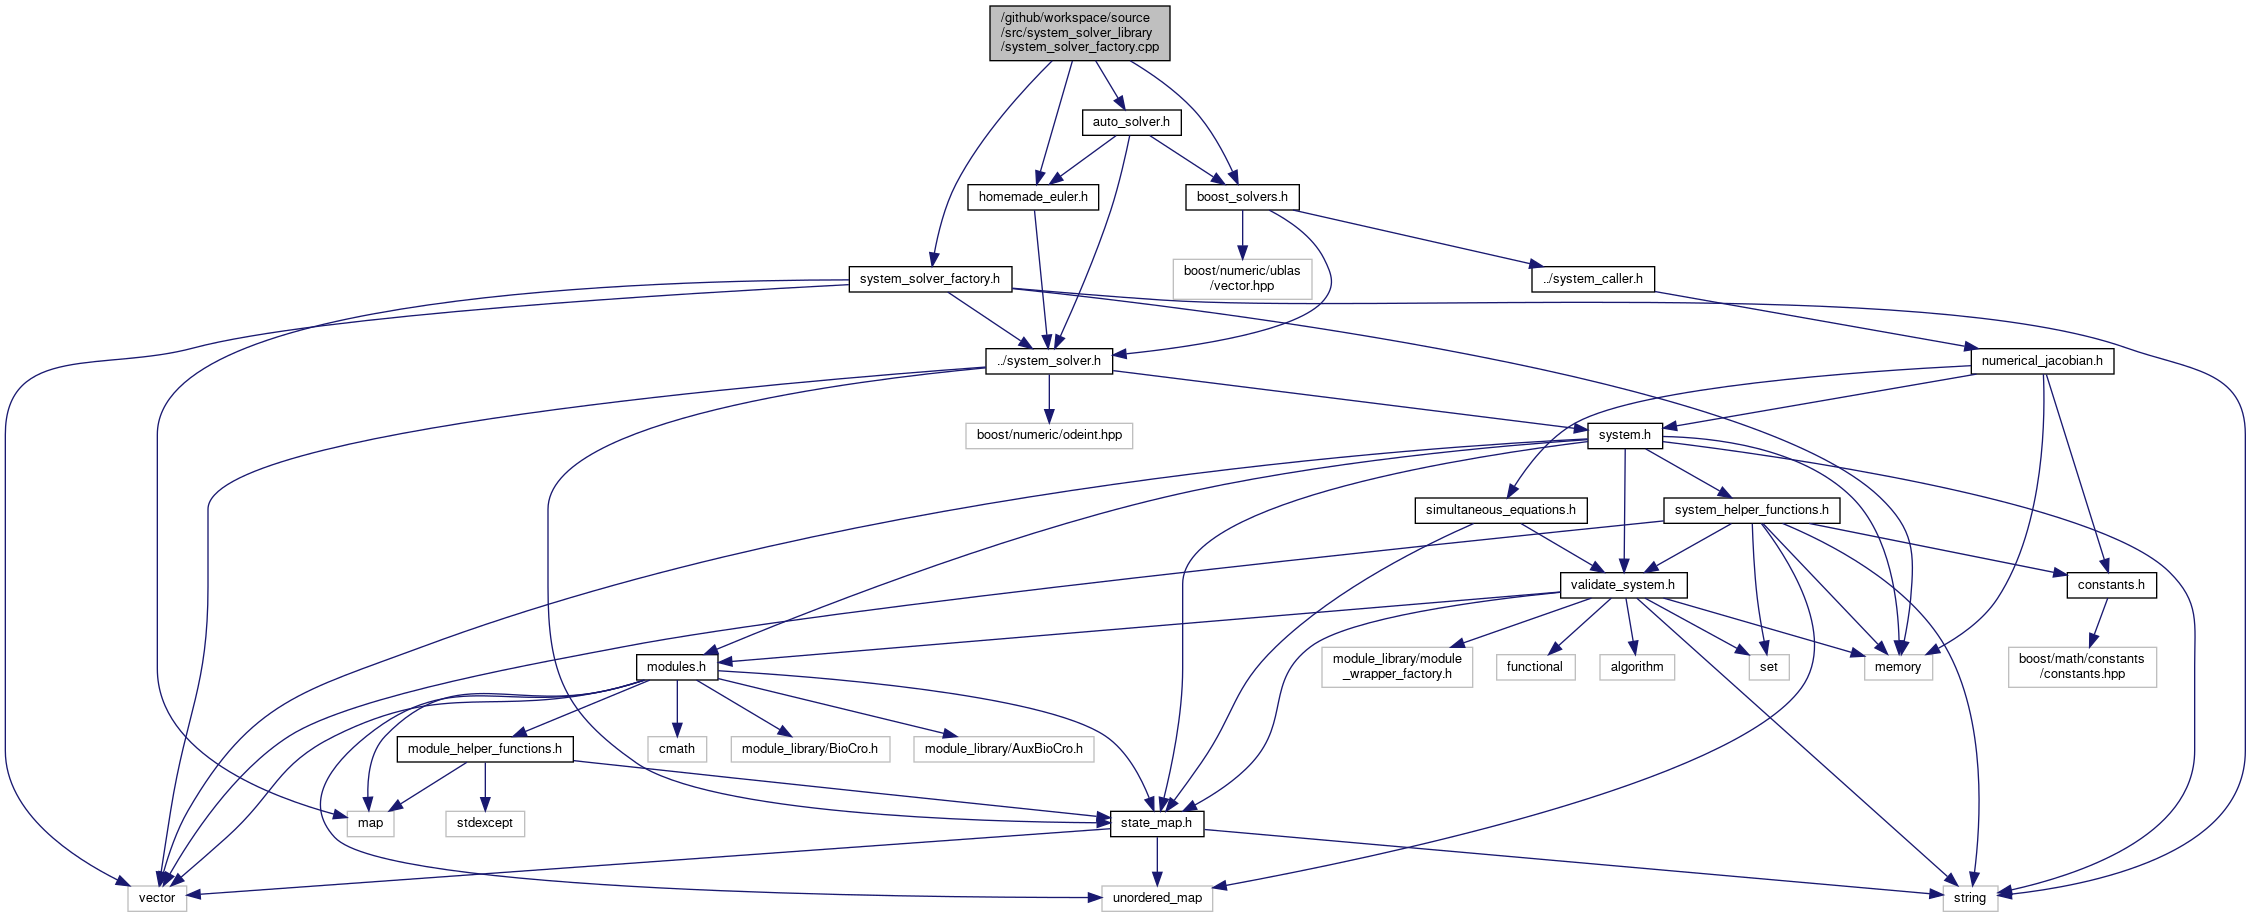 /github/workspace/source
/src/system_solver_library
/system_solver_factory.cpp
auto_solver.h
homemade_euler.h
boost_solvers.h
system_solver_factory.h
boost/numeric/ublas
/vector.hpp
../system_caller.h
../system_solver.h
numerical_jacobian.h
boost/numeric/odeint.hpp
system.h
simultaneous_equations.h
system_helper_functions.h
validate_system.h
constants.h
modules.h
module_library/module
_wrapper_factory.h
functional
algorithm
set
memory
boost/math/constants
/constants.hpp
module_helper_functions.h
cmath
module_library/BioCro.h
module_library/AuxBioCro.h
map
stdexcept
state_map.h
vector
unordered_map
string